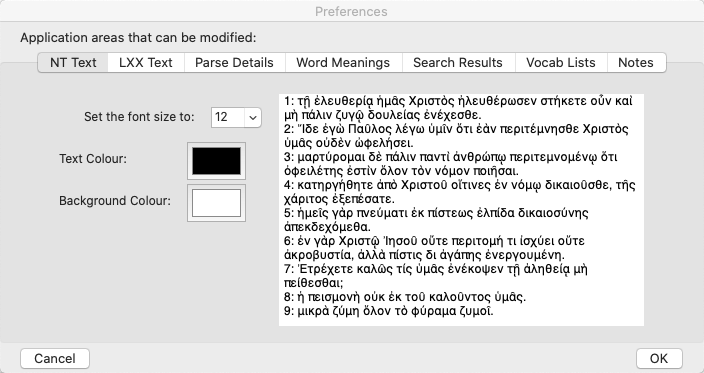 Preferences
Application areas that can be modified:
NT Text LXX Text Parse Details Word Meanings Search Results Vocab Lists Notes
Set the font size to: 12
Text Colour:
Background Colour:
1: τῇ ἐλευθερίᾳ ἡμᾶς Χριστὸς ἠλευθέρωσεν στήκετε οὖν καὶ
μὴ πάλιν ζυγῷ δουλείας ἐνέχεσθε.
2: Ἴδε ἐγὼ Παῦλος λέγω ὑμῖν ὅτι ἐὰν περιτέμνησθε Χριστὸς
ὑμᾶς οὐδὲν ὠφελήσει.
3: μαρτύρομαι δὲ πάλιν παντὶ ἀνθρώπῳ περιτεμνομένῳ ὅτι
ὀφειλέτης ἐστὶν ὅλον τὸν νόμον ποιῆσαι.
4: κατηργήθητε ἀπὸ Χριστοῦ οἵτινες ἐν νόμῳ δικαιοῦσθε, τῆς
χάριτος ἐξεπέσατε.
5: ἡμεῖς γὰρ πνεύματι ἐκ πίστεως ἐλπίδα δικαιοσύνης
ἀπεκδεχόμεθα.
6: ἐν γὰρ Χριστῷ Ἰησοῦ οὔτε περιτομή τι ἰσχύει οὔτε
ἀκροβυστία, ἀλλὰ πίστις δι ἀγάπης ἐνεργουμένη.
7: Ἐτρέχετε καλῶς τίς ὑμᾶς ἐνέκοψεν τῇ ἀληθείᾳ μὴ
πείθεσθαι;
8: ἡ πεισμονὴ οὐκ ἐκ τοῦ καλοῦντος ὑμᾶς.
9: μικρὰ ζύμη ὅλον τὸ φύραμα ζυμοῖ.
Cancel OK